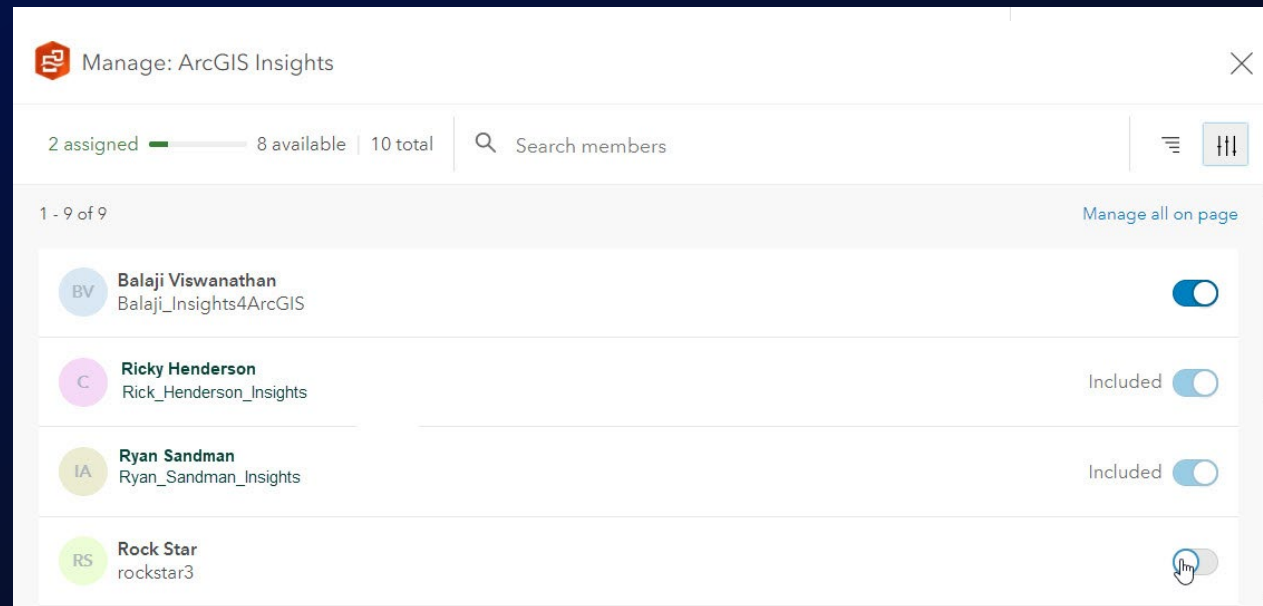 Manage: ArcGIS Insights
2 assigned 8 available | 10 total Search members
1 - 9 of 9 Manage all on page
BV Balaji Viswanathan
Balaji_Insights4ArcGIS
C Ricky Henderson
Rick_Henderson_Insights
Included
IA Ryan Sandman
Ryan_Sandman_Insights
Included
RS Rock Star
rockstar3